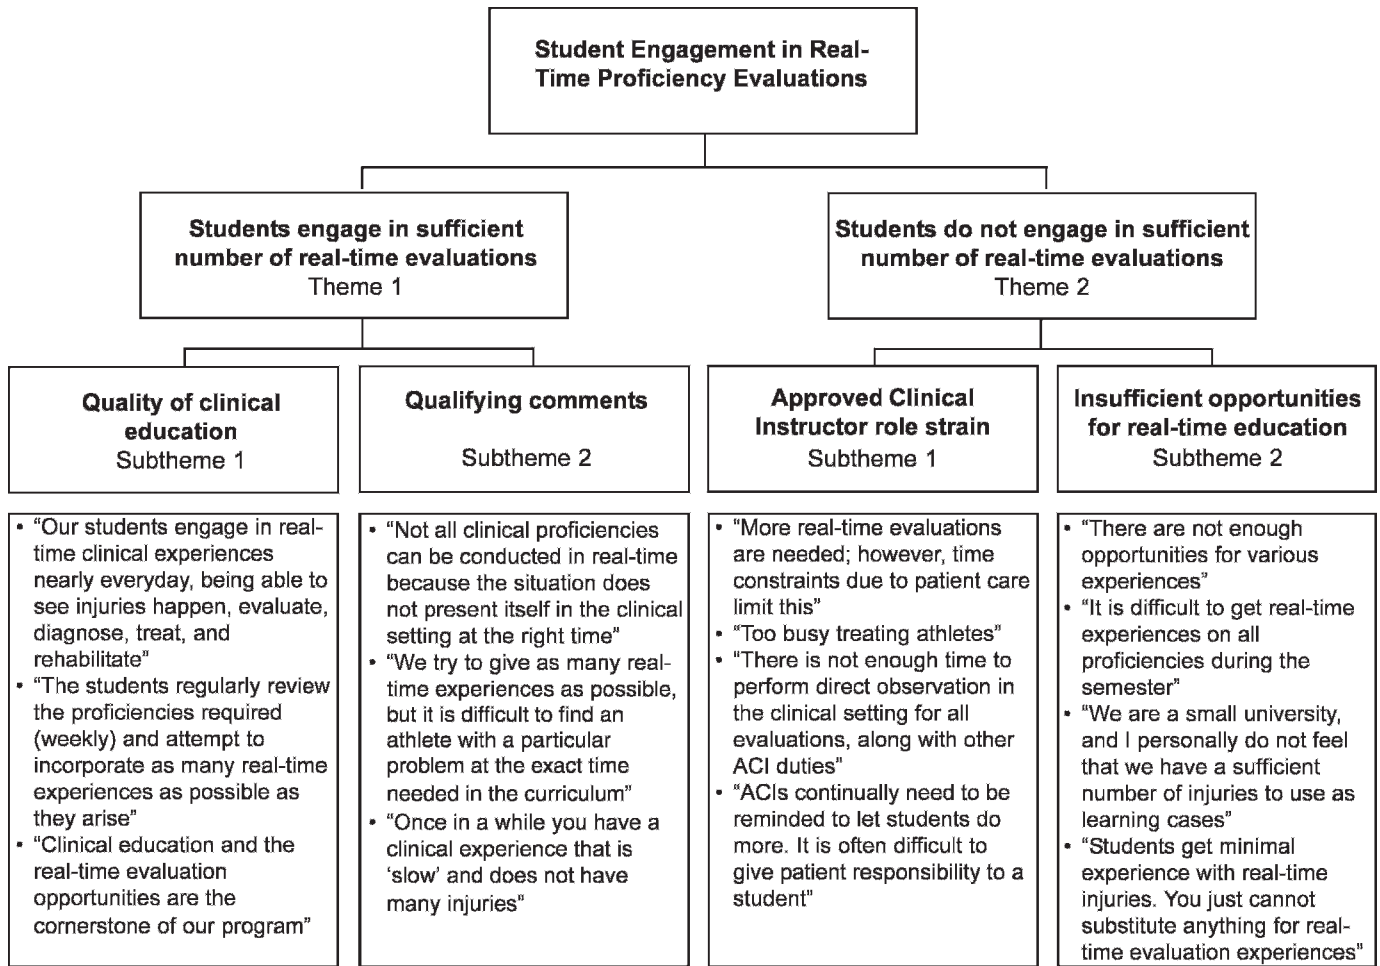 Student Engagement in Real-
Time Proficiency Evaluations
Students engage in sufficient
number of real-time evaluations
Theme 1
Students do not engage in sufficient
number of real-time evaluations
Theme 2
Quality of clinical
education
Subtheme 1
Qualifying comments
Subtheme 2
Approved Clinical
Instructor role strain
Subtheme 1
Insufficient opportunities
for real-time education
Subtheme 2
• “Our students engage in real-
time clinical experiences
nearly everyday, being able to
see injuries happen, evaluate,
diagnose, treat, and
rehabilitate”
• “The students regularly review
the proficiencies required
(weekly) and attempt to
incorporate as many real-time
experiences as possible as
they arise”
• “Clinical education and the
real-time evaluation
opportunities are the
cornerstone of our program”
• “Not all clinical proficiencies
can be conducted in real-time
because the situation does
not present itself in the clinical
setting at the right time”
• “We try to give as many real-
time experiences as possible,
but it is difficult to find an
athlete with a particular
problem at the exact time
needed in the curriculum”
• “Once in a while you have a
clinical experience that is
‘slow’ and does not have
many injuries”
• “More real-time evaluations
are needed; however, time
constraints due to patient care
limit this”
• “Too busy treating athletes”
• “There is not enough time to
perform direct observation in
the clinical setting for all
evaluations, along with other
ACI duties”
• “ACIs continually need to be
reminded to let students do
more. It is often difficult to
give patient responsibility to a
student”
• “There are not enough
opportunities for various
experiences”
• “It is difficult to get real-time
experiences on all
proficiencies during the
semester”
• “We are a small university,
and I personally do not feel
that we have a sufficient
number of injuries to use as
learning cases”
• “Students get minimal
experience with real-time
injuries. You just cannot
substitute anything for real-
time evaluation experiences”